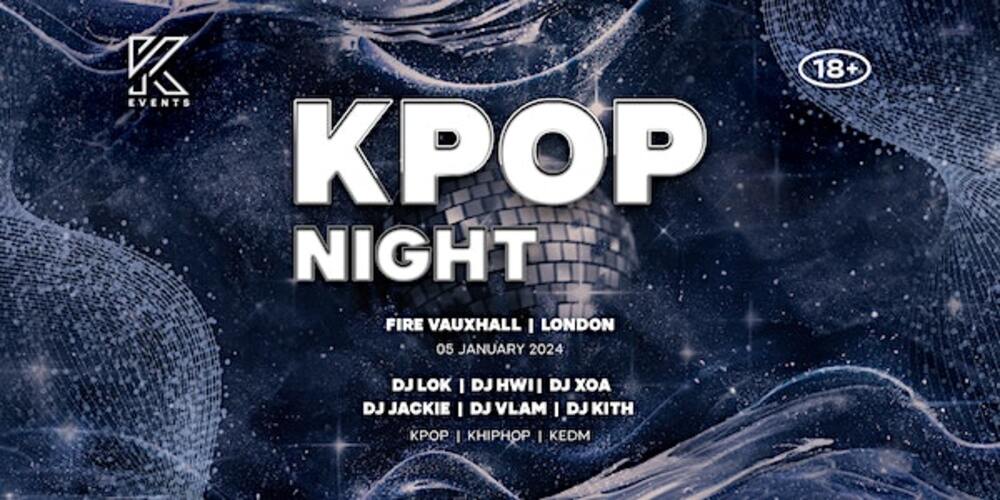 K
EVENTS
18+
KPOP
NIGHT
FIRE VAUXHALL | LONDON
05 JANUARY 2024
DJ LOK | DJ HWI | DJ XOA
DJ JACKIE | DJ VLAM | DJ KITH
KPOP | KHIPHOP | KEDM